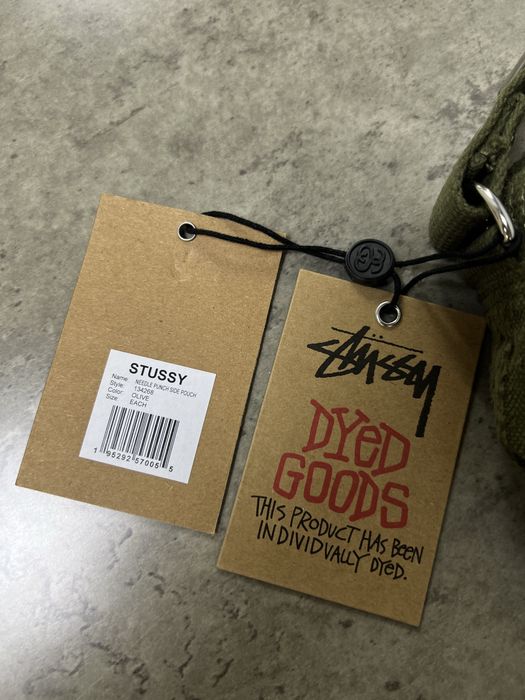 STUSSY
Name: NEEDLE PUNCH SIDE POUCH
Style: 134268
Color: OLIVE
Size: EACH
1 95292 57005 5
Stüssy
DYED
GOODS
THIS PRODUCT HAS BEEN
INDIVIDVALLY DYED.